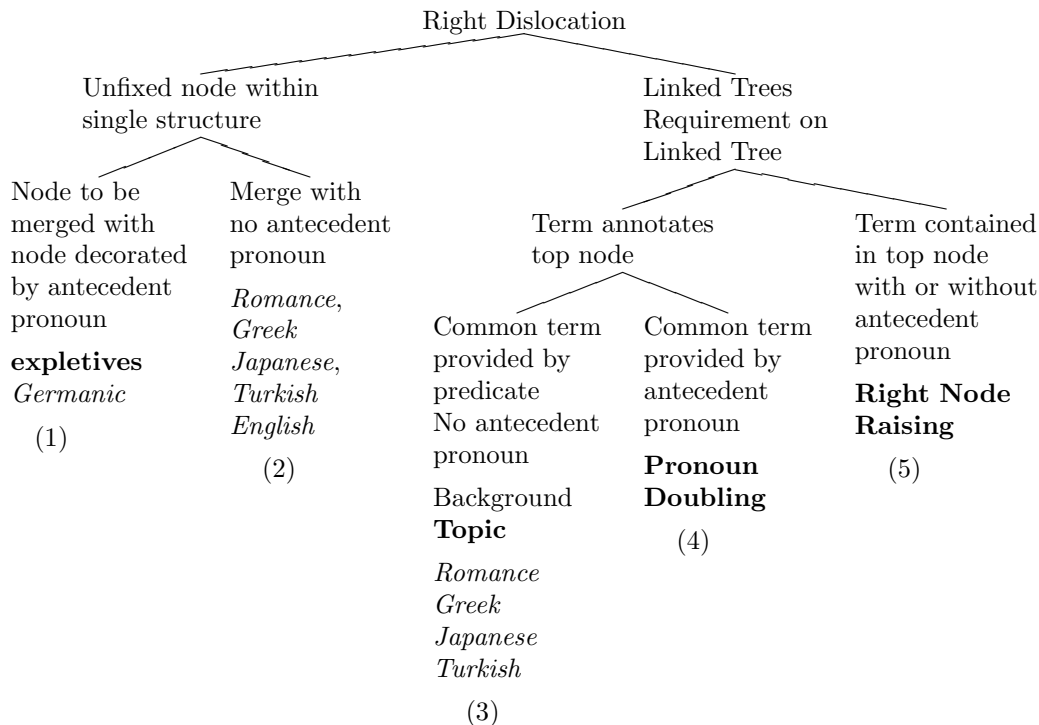 Right Dislocation
Unfixed node within
single structure
Linked Trees
Requirement on
Linked Tree
Node to be
merged with
node decorated
by antecedent
pronoun
expletives
Germanic
(1)
Merge with
no antecedent
pronoun
Romance,
Greek
Japanese,
Turkish
English
(2)
Term annotates
top node
Common term
provided by
predicate
No antecedent
pronoun
Background
Topic
Romance
Greek
Japanese
Turkish
(3)
Common term
provided by
antecedent
pronoun
Pronoun
Doubling
(4)
Term contained
in top node
with or without
antecedent
pronoun
Right Node
Raising
(5)